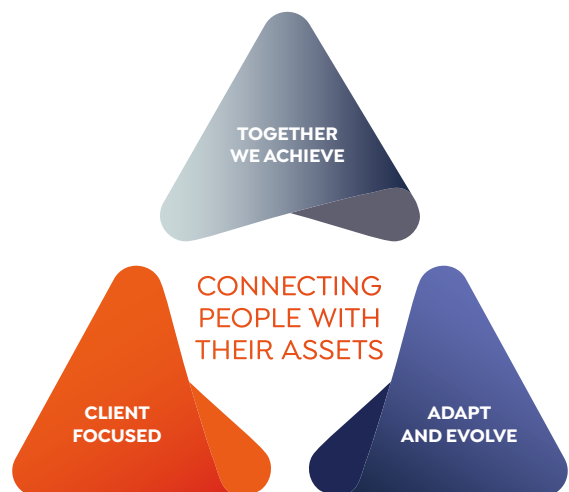 TOGETHER
WE ACHIEVE
CONNECTING
PEOPLE WITH
THEIR ASSETS
CLIENT
FOCUSED
ADAPT
AND EVOLVE